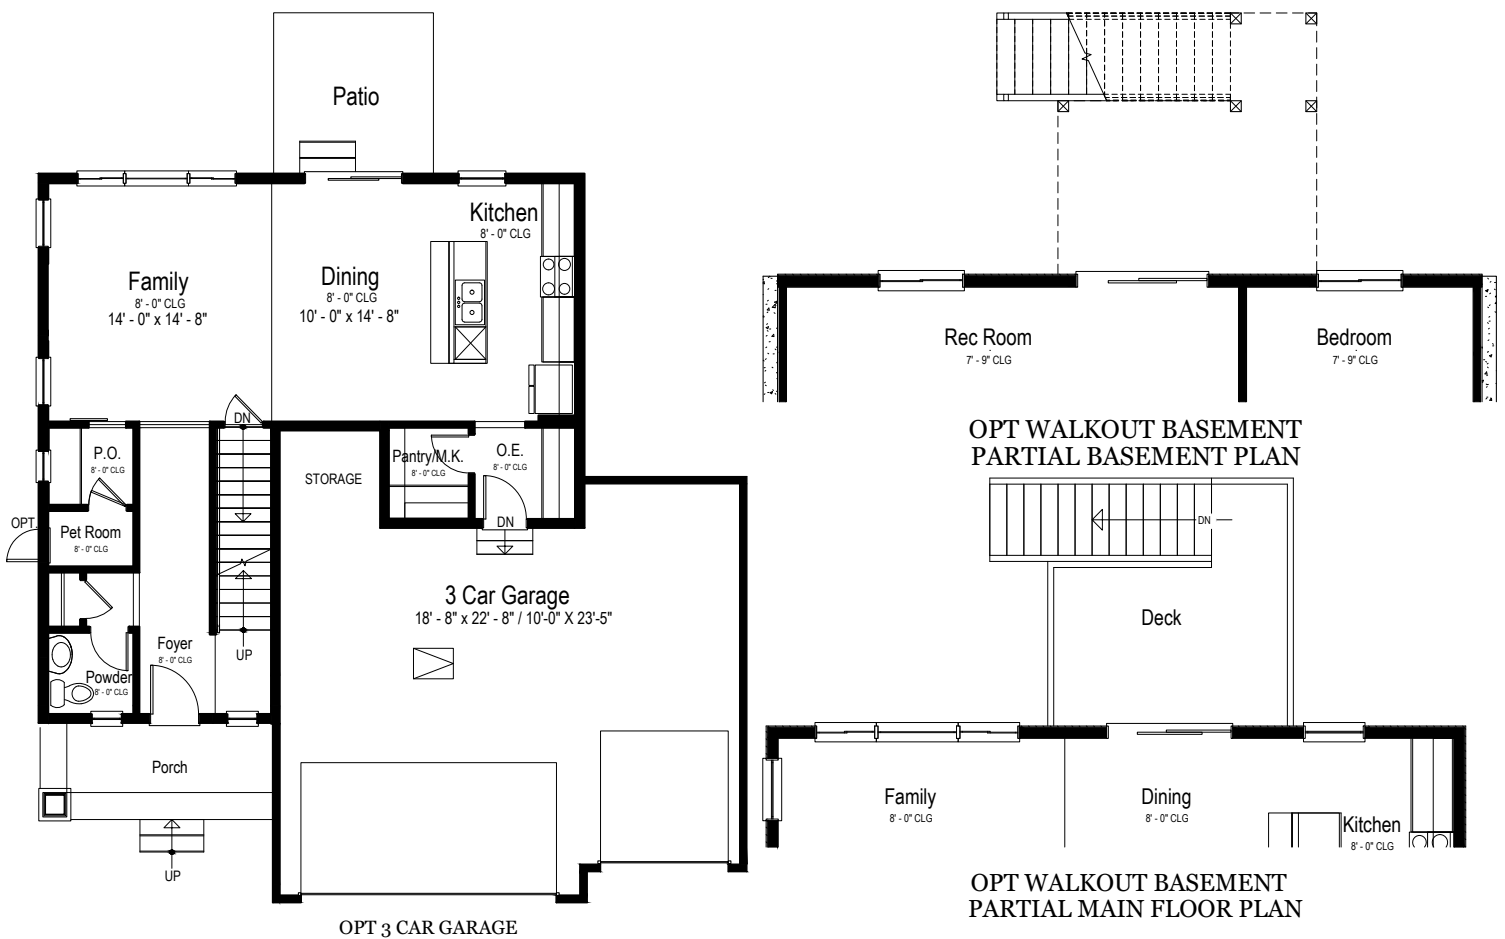 Patio
Kitchen
8' - 0" CLG
Family
8' - 0" CLG
14' - 0" x 14' - 8"
Dining
8' - 0" CLG
10' - 0" x 14' - 8"
DN
P.O.
8' - 0" CLG
Pantry/M.K.
8' - 0" CLG
O.E.
8' - 0" CLG
STORAGE
OPT.
Pet Room
8' - 0" CLG
DN
3 Car Garage
18' - 8" x 22' - 8" / 10'-0" X 23'-5"
Foyer
8' - 0" CLG
UP
Powder
8' - 0" CLG
Porch
UP
OPT 3 CAR GARAGE
Rec Room
7' - 9" CLG
Bedroom
7' - 9" CLG
OPT WALKOUT BASEMENT
PARTIAL BASEMENT PLAN
DN
Deck
Family
8' - 0" CLG
Dining
8' - 0" CLG
Kitchen
8' - 0" CLG
OPT WALKOUT BASEMENT
PARTIAL MAIN FLOOR PLAN